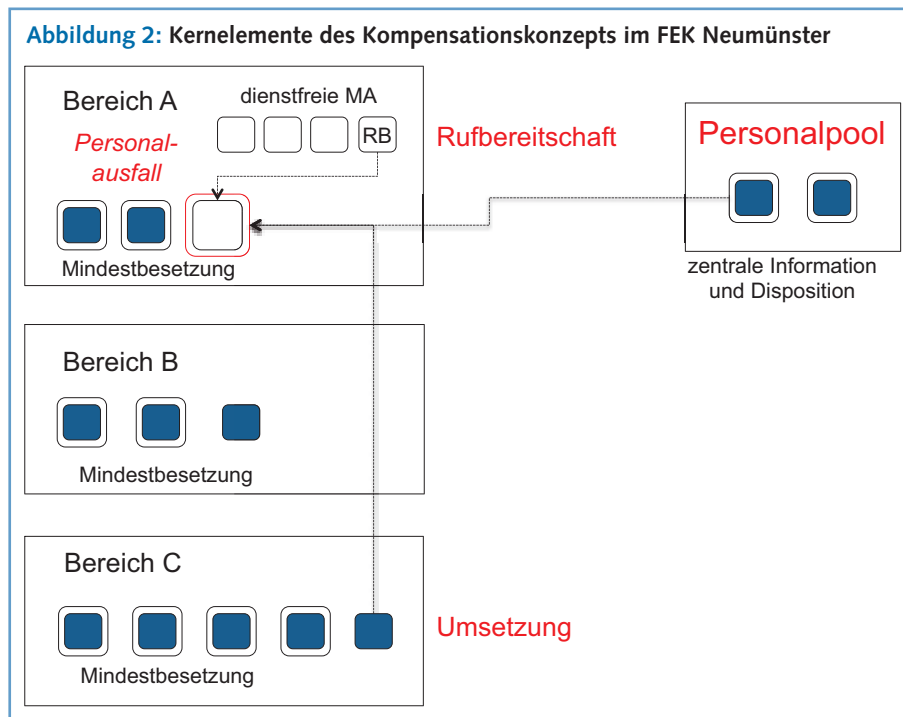 Abbildung 2: Kernelemente des Kompensationskonzepts im FEK Neumünster
Bereich A
dienstfreie MA
RB
Personal-
ausfall
Mindestbesetzung
Rufbereitschaft
Personalpool
zentrale Information
und Disposition
Bereich B
Mindestbesetzung
Bereich C
Mindestbesetzung
Umsetzung